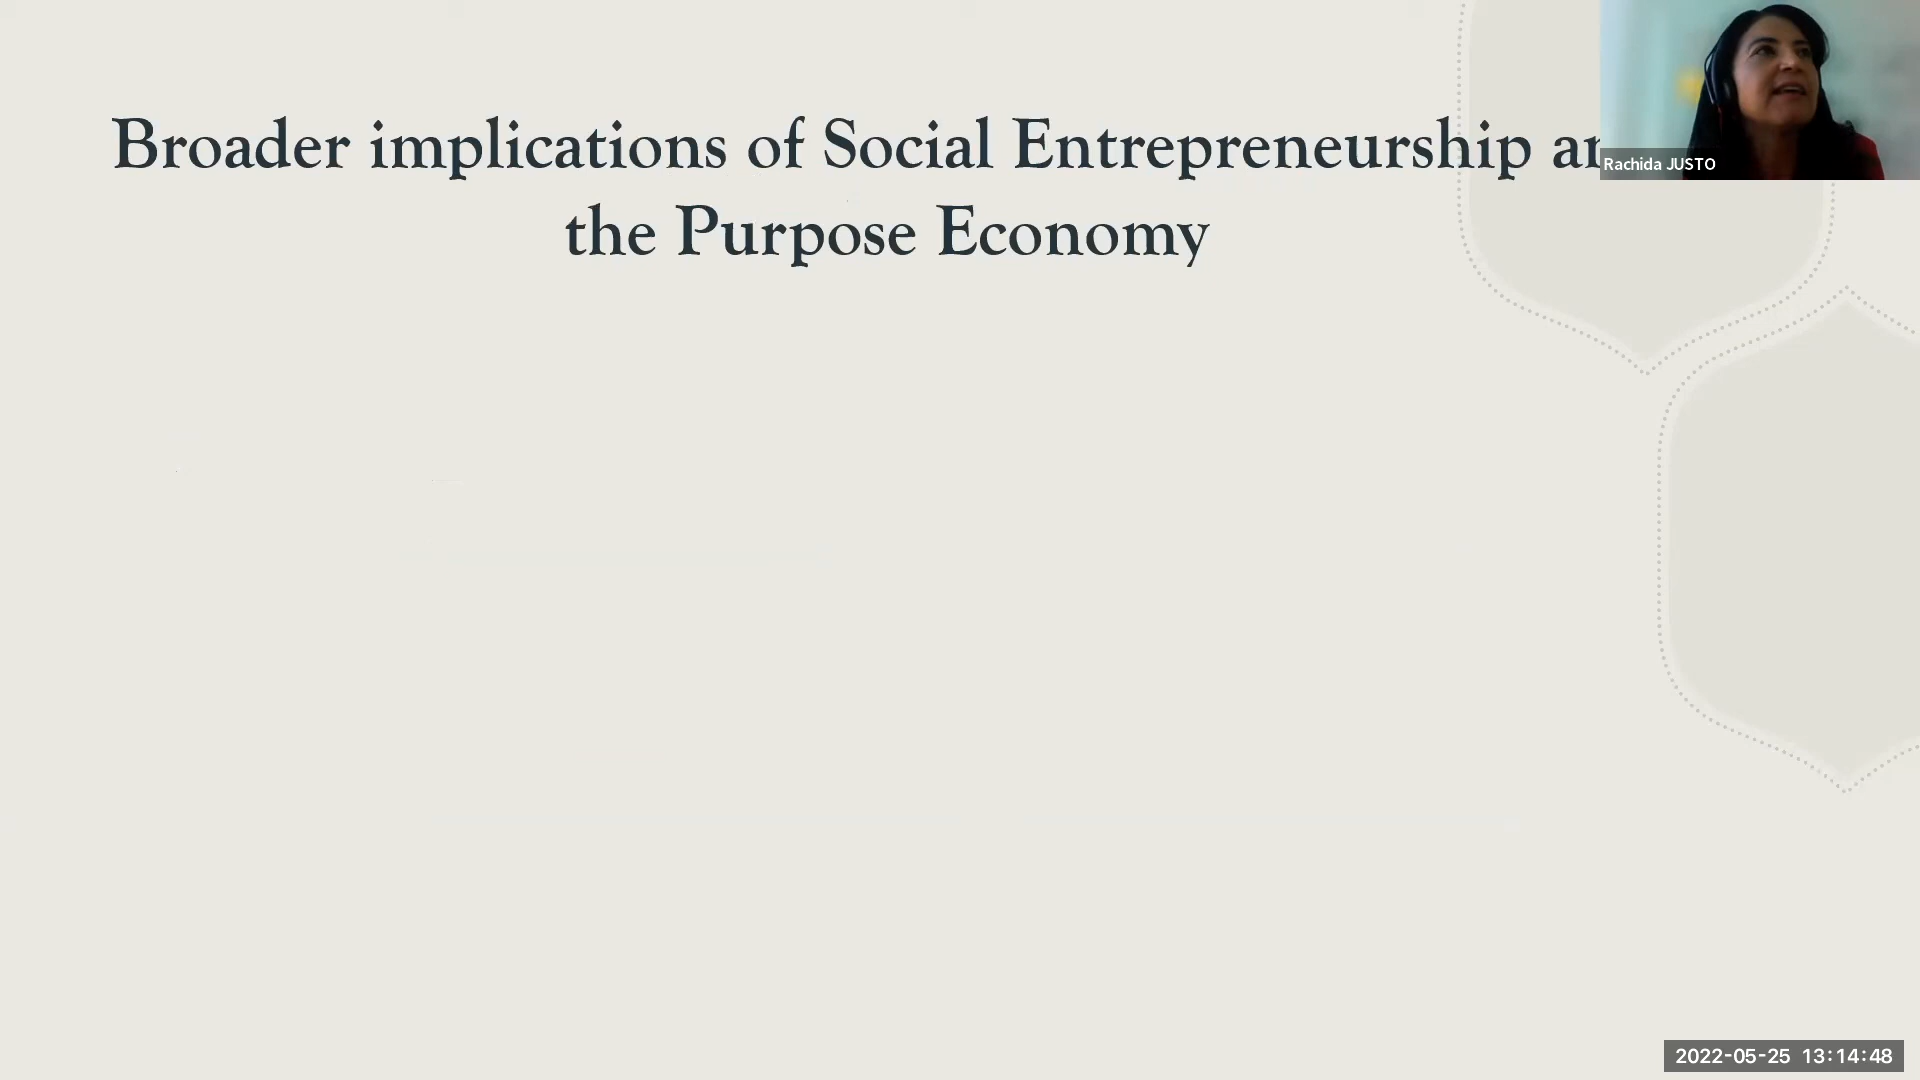 Broader implications of Social Entrepreneurship
the Purpose Economy
Rachida JUSTO
2022-05-25 13:14:48